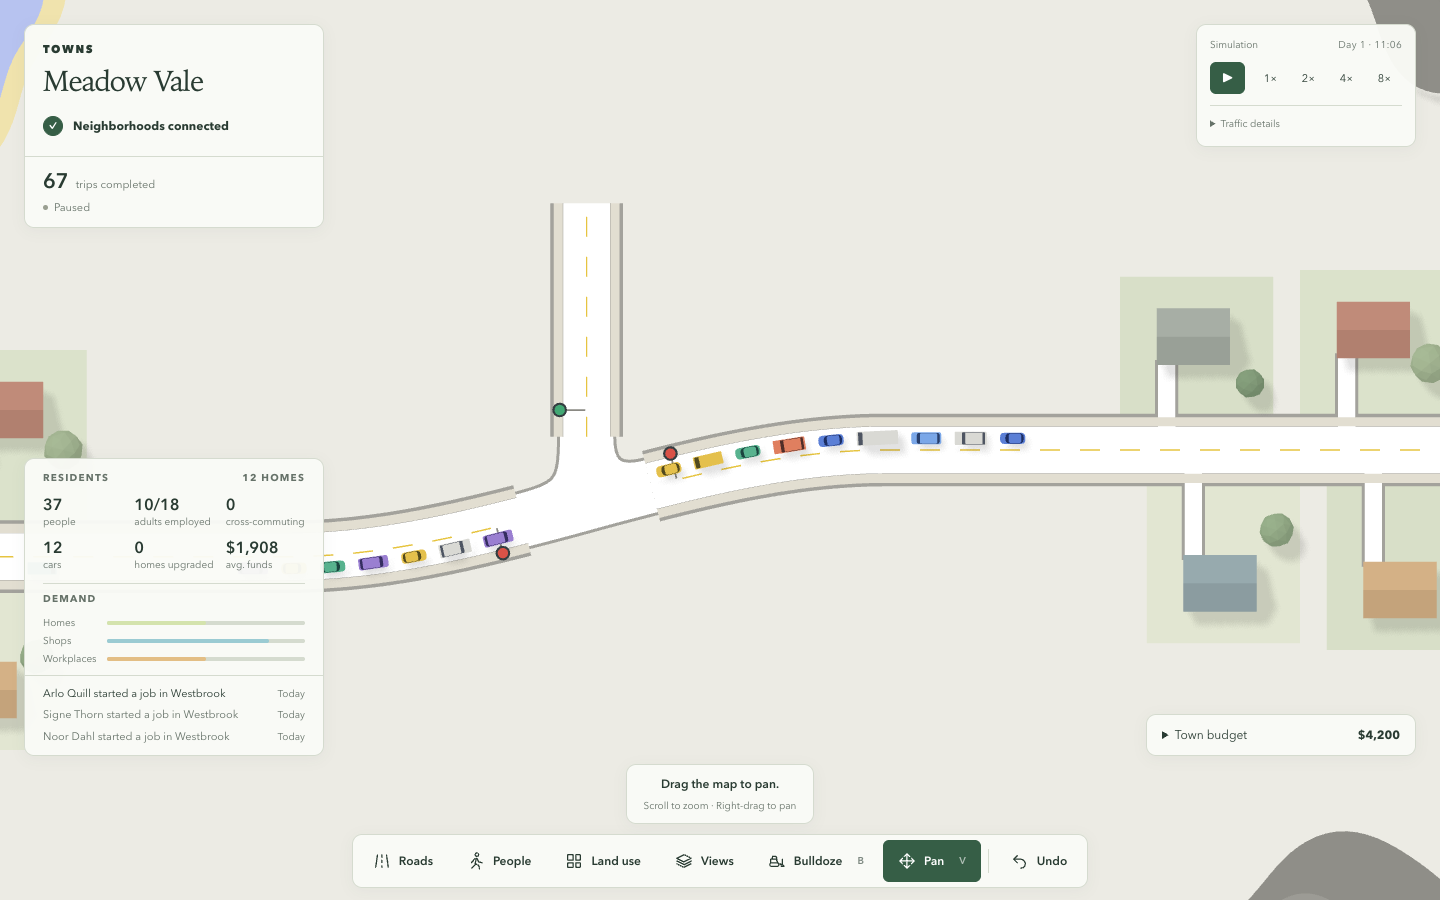 TOWNS
Meadow Vale
Neighborhoods connected
67 trips completed
Paused
Simulation Day 1 · 11:06
1× 2× 4× 8×
Traffic details
RESIDENTS 12 HOMES
37 10/18 0
people adults employed cross-commuting
12 0 $1,908
cars homes upgraded avg. funds
DEMAND
Homes
Shops
Workplaces
Arlo Quill started a job in Westbrook Today
Signe Thorn started a job in Westbrook Today
Noor Dahl started a job in Westbrook Today
Town budget $4,200
Drag the map to pan.
Scroll to zoom · Right-drag to pan
Roads People Land use Views Bulldoze B Pan V Undo